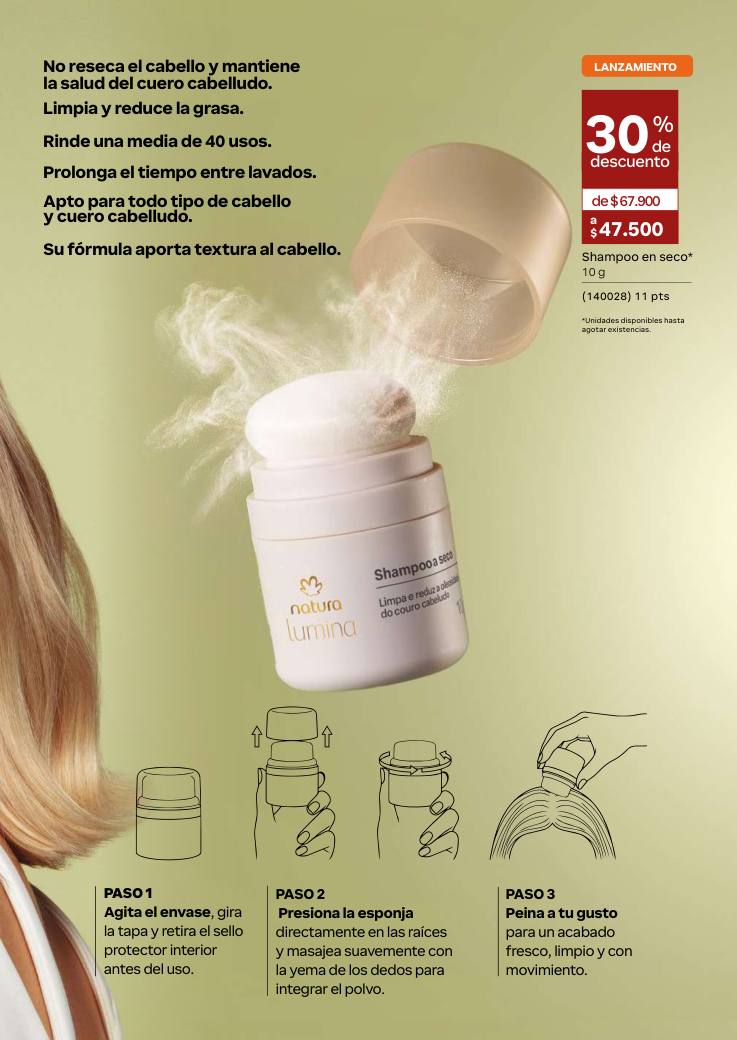 No reseca el cabello y mantiene
la salud del cuero cabelludo.
Limpia y reduce la grasa.
Rinde una media de 40 usos.
Prolonga el tiempo entre lavados.
Apto para todo tipo de cabello
y cuero cabelludo.
Su fórmula aporta textura al cabello.
LANZAMIENTO
30%
de
descuento
de $ 67.900
a
$ 47.500
Shampoo en seco*
10 g
(140028) 11 pts
*Unidades disponibles hasta
agotar existencias.
natura
lumina
Shampoo a seco
Limpa e reduz a
do couro cabeludo
PASO 1
Agita el envase, gira
la tapa y retira el sello
protector interior
antes del uso.
PASO 2
Presiona la esponja
directamente en las raíces
y masajea suavemente con
la yema de los dedos para
integrar el polvo.
PASO 3
Peina a tu gusto
para un acabado
fresco, limpio y con
movimiento.